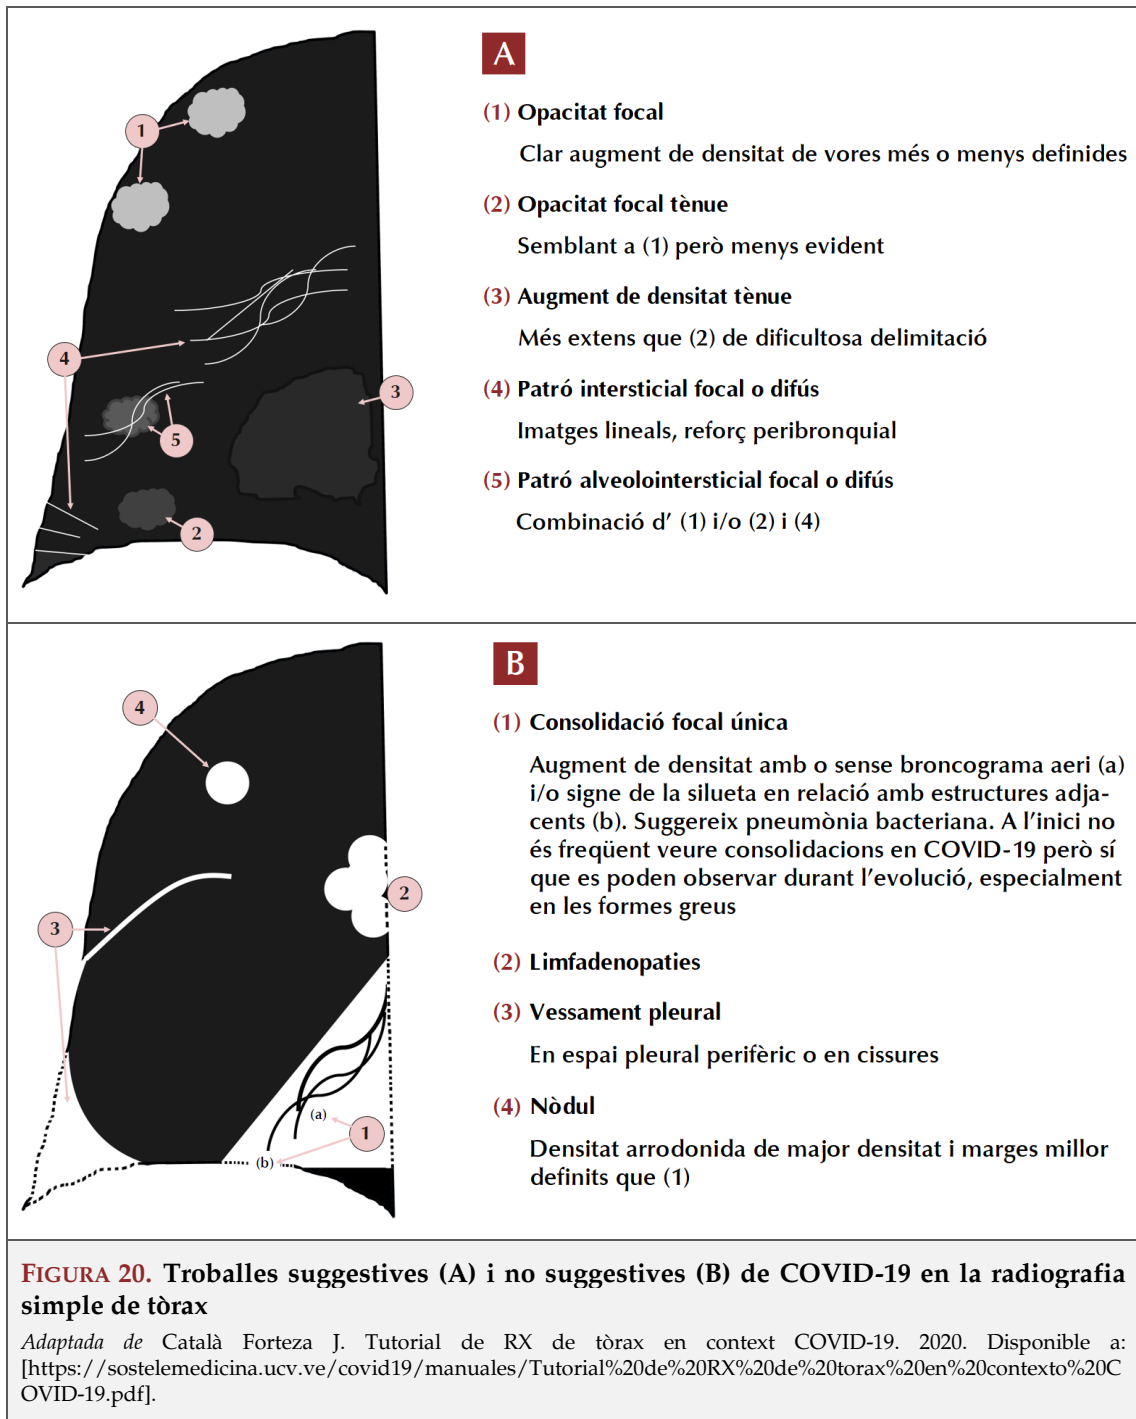 A
(1) Opacitat focal
Clar augment de densitat de vores més o menys definides
(2) Opacitat focal tènue
Semblant a (1) però menys evident
(3) Augment de densitat tènue
Més extens que (2) de dificultosa delimitació
(4) Patró intersticial focal o difús
Imatges lineals, reforç peribronquial
(5) Patró alveolointersticial focal o difús
Combinació d’ (1) i/o (2) i (4)
1
4
3
5
2
B
(1) Consolidació focal única
Augment de densitat amb o sense broncograma aeri (a)
i/o signe de la silueta en relació amb estructures adja-
cents (b). Suggereix pneumònia bacteriana. A l’inici no
és freqüent veure consolidacions en COVID-19 però sí
que es poden observar durant l’evolució, especialment
en les formes greus
(2) Limfadenopaties
(3) Vessament pleural
En espai pleural perifèric o en cissures
(4) Nòdul
Densitat arrodonida de major densitat i marges millor
definits que (1)
4
2
3
(a)
1
(b)
FIGURA 20. Troballes suggestives (A) i no suggestives (B) de COVID-19 en la radiografia
simple de tòrax
Adaptada de Català Forteza J. Tutorial de RX de tòrax en context COVID-19. 2020. Disponible a:
[https://sostelemedicina.ucv.ve/covid19/manuales/Tutorial%20de%20RX%20de%20torax%20en%20contexto%20C
OVID-19.pdf].